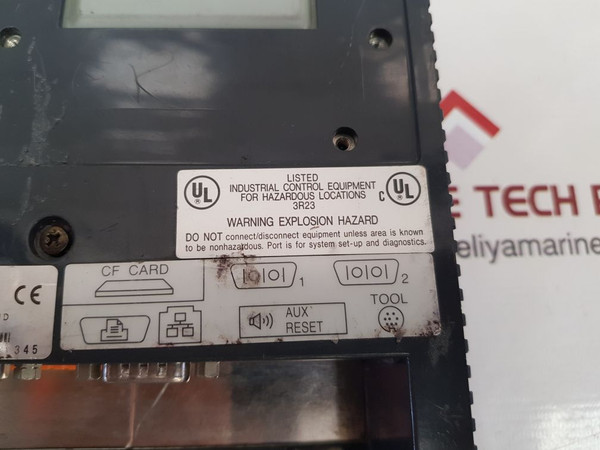 UL
LISTED
INDUSTRIAL CONTROL EQUIPMENT
FOR HAZARDOUS LOCATIONS
3R23
C UL
WARNING EXPLOSION HAZARD
DO NOT connect/disconnect equipment unless area is known
to be nonhazardous. Port is for system set-up and diagnostics.
CF CARD
IOIOI 1
IOIOI 2
CE
AUX
RESET
TOOL
D
345
E TECH
eliyamarine